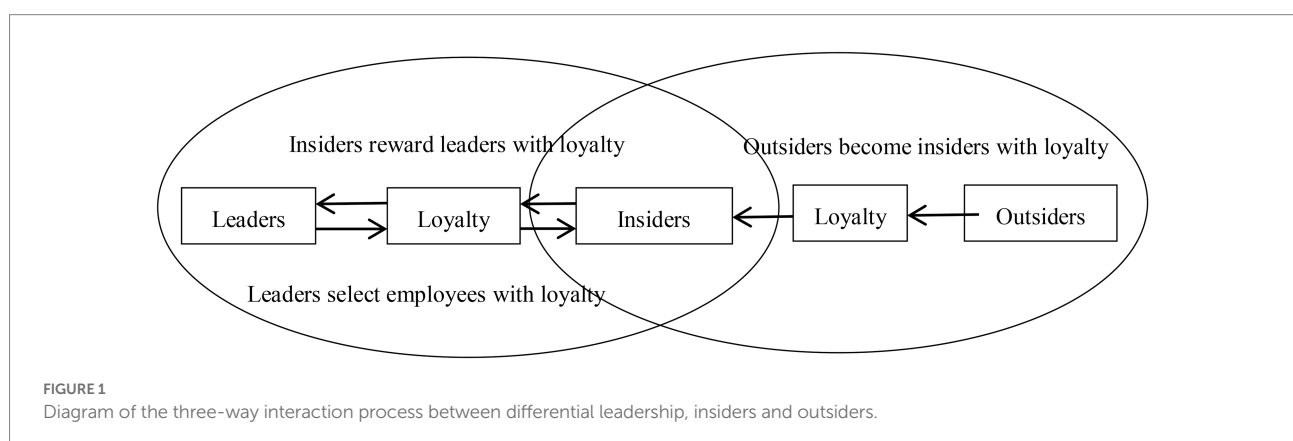 Insiders reward leaders with loyalty
Outsiders become insiders with loyalty
Leaders
Loyalty
Insiders
Loyalty
Outsiders
Leaders select employees with loyalty
FIGURE 1
Diagram of the three-way interaction process between differential leadership, insiders and outsiders.